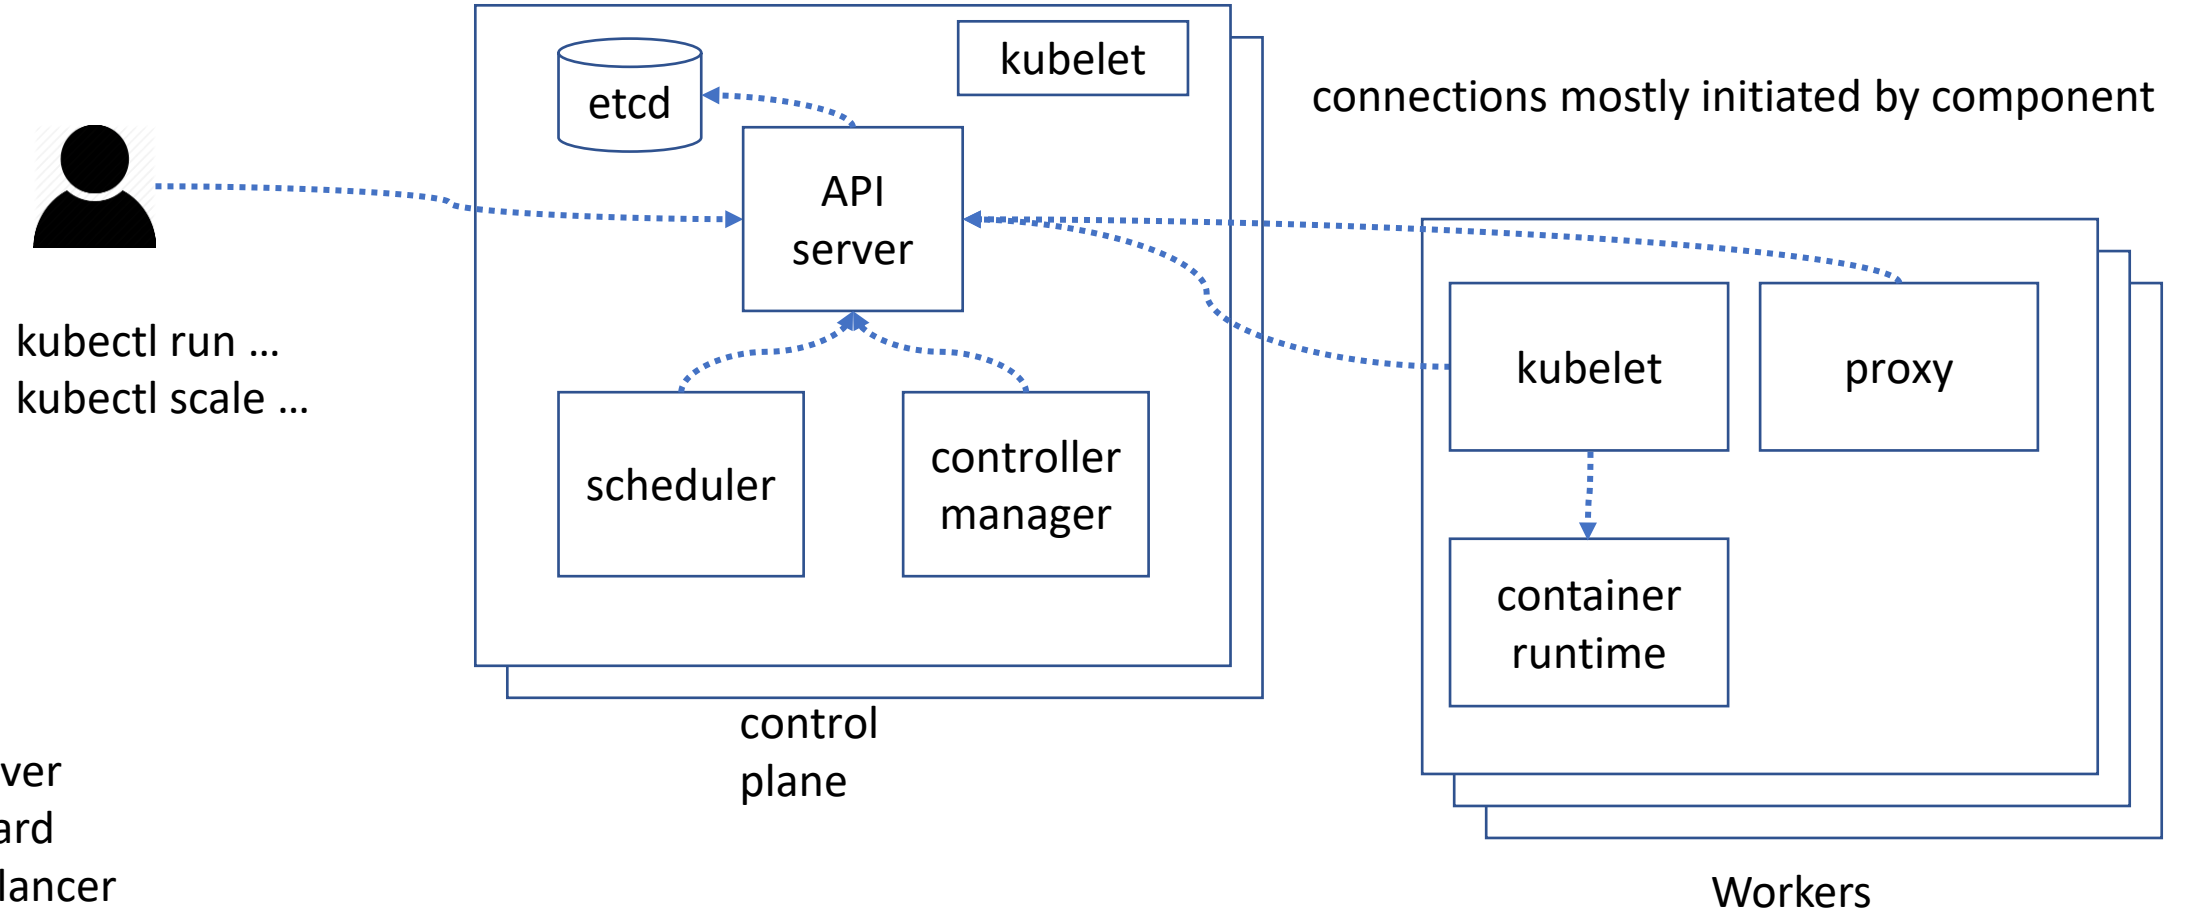 kubelet
etcd
connections mostly initiated by component
API
server
kubectl run ...
kubectl scale ...
kubelet
proxy
scheduler
controller
manager
container
runtime
control
plane
ver
ard
lancer
Workers